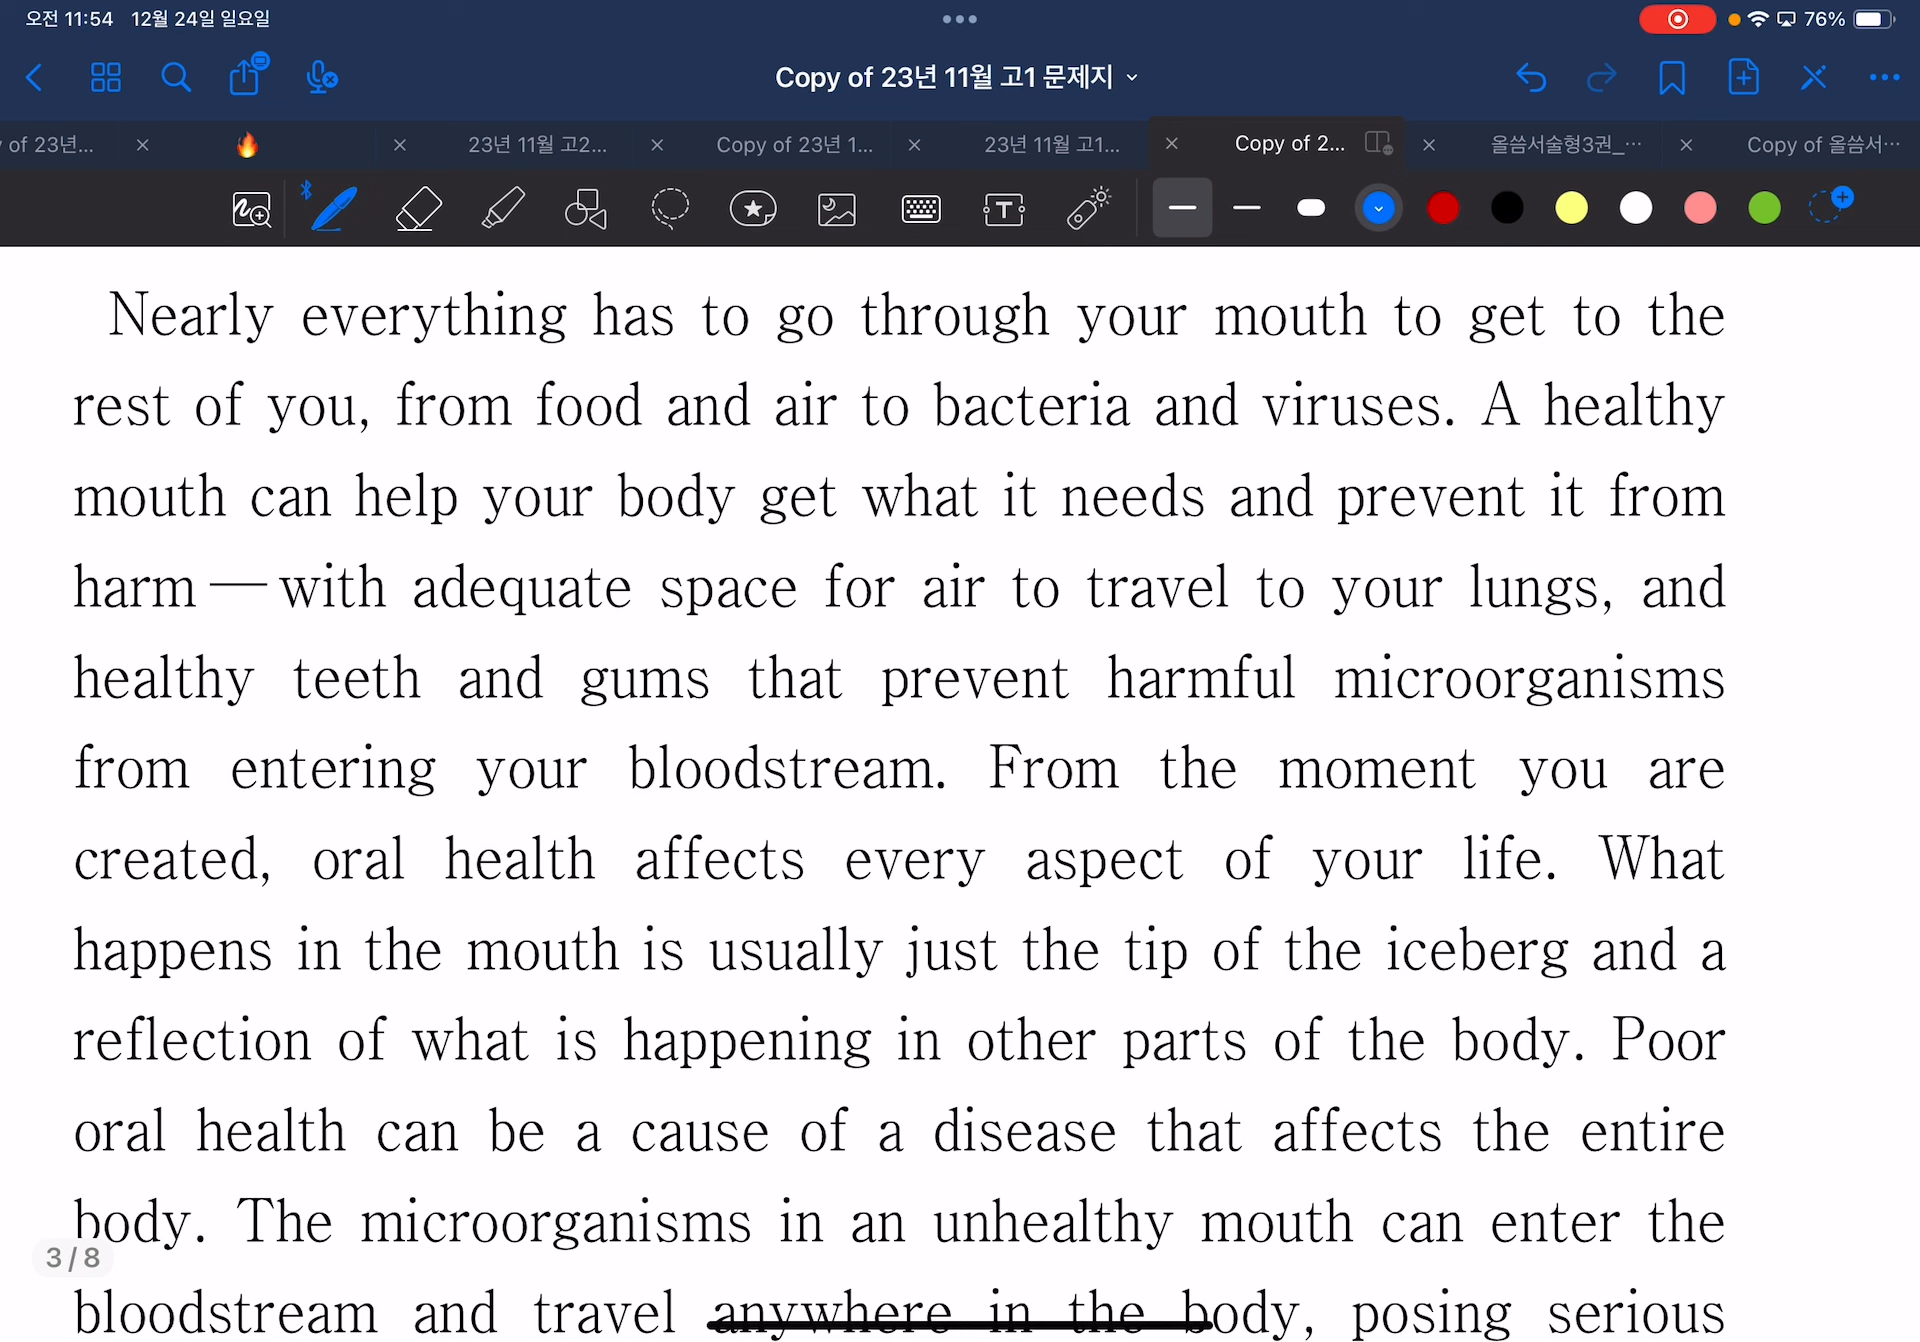 오전 11:54 12월 24일 일요일
76%
Copy of 23년 11월 고1 문제지
of 23년...
23년 11월 고2...
Copy of 23년 1...
23년 11월 고1...
Copy of 2...
올씀서술형3권_...
Copy of 올씀서...
Nearly everything has to go through your mouth to get to the
rest of you, from food and air to bacteria and viruses. A healthy
mouth can help your body get what it needs and prevent it from
harm — with adequate space for air to travel to your lungs, and
healthy teeth and gums that prevent harmful microorganisms
from entering your bloodstream. From the moment you are
created, oral health affects every aspect of your life. What
happens in the mouth is usually just the tip of the iceberg and a
reflection of what is happening in other parts of the body. Poor
oral health can be a cause of a disease that affects the entire
body. The microorganisms in an unhealthy mouth can enter the
3 / 8
bloodstream and travel anywhere in the body, posing serious